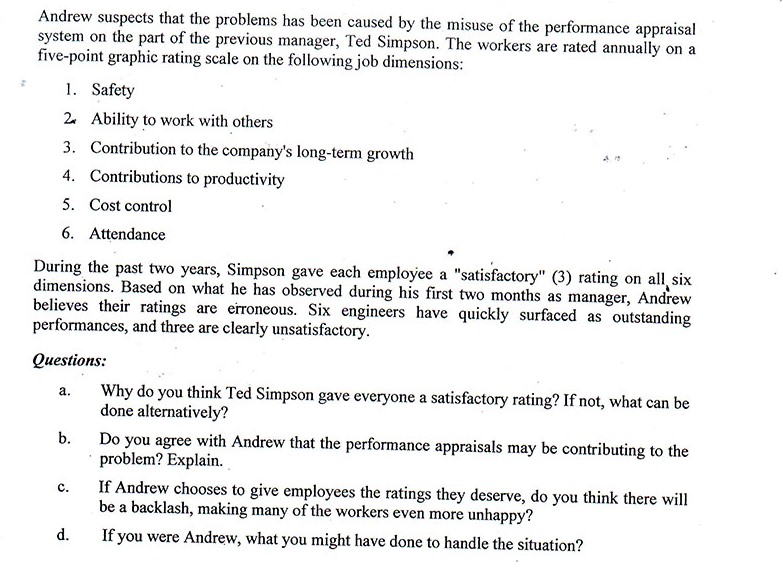 Andrew suspects that the problems has been caused by the misuse of the performance appraisal
system on the part of the previous manager, Ted Simpson. The workers are rated annually on a
five-point graphic rating scale on the following job dimensions:
1. Safety
2. Ability to work with others
3. Contribution to the company's long-term growth
4. Contributions to productivity
5. Cost control
6. Attendance
During the past two years, Simpson gave each employee a "satisfactory" (3) rating on all six
dimensions. Based on what he has observed during his first two months as manager, Andrew
believes their ratings are erroneous. Six engineers have quickly surfaced as outstanding
performances, and three are clearly unsatisfactory.
Questions:
a. Why do you think Ted Simpson gave everyone a satisfactory rating? If not, what can be
done alternatively?
b. Do you agree with Andrew that the performance appraisals may be contributing to the
problem? Explain.
c. If Andrew chooses to give employees the ratings they deserve, do you think there will
be a backlash, making many of the workers even more unhappy?
d. If you were Andrew, what you might have done to handle the situation?